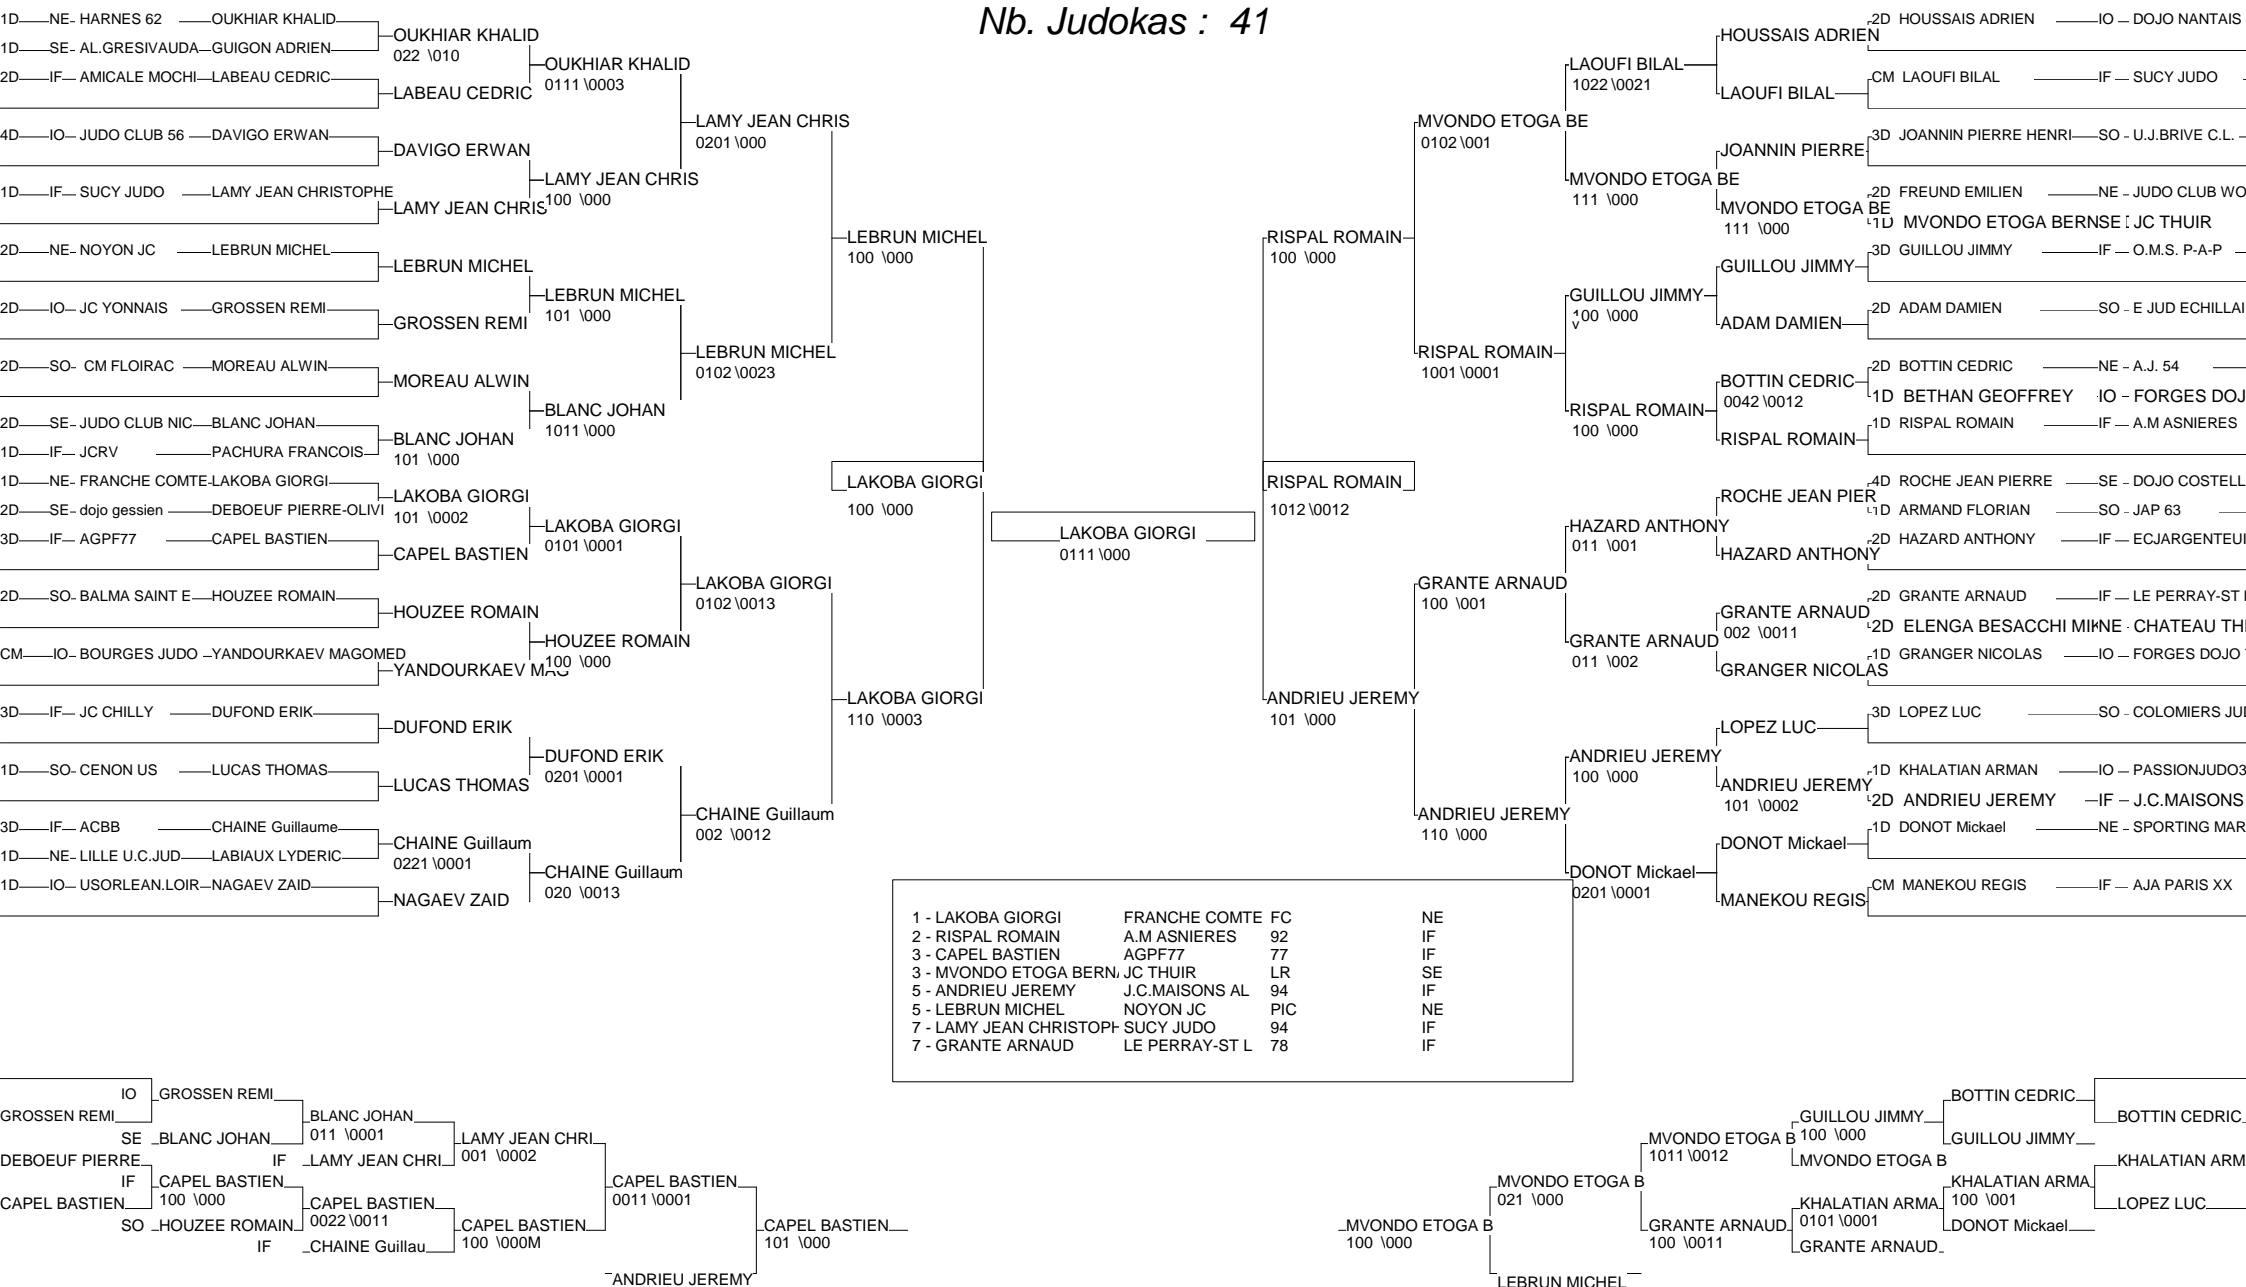 Nb. Judokas : 41
1D NE HARNES 62 OUKHIAR KHALID
1D SE AL.GRESIVAUDA GUIGON ADRIEN
2D IF AMICALE MOCHI LABEAU CEDRIC
4D IO JUDO CLUB 56 DAVIGO ERWAN
1D IF SUCY JUDO LAMY JEAN CHRISTOPHE
2D NE NOYON JC LEBRUN MICHEL
2D IO JC YONNAIS GROSSEN REMI
2D SO CM FLOIRAC MOREAU ALWIN
2D SE JUDO CLUB NIC BLANC JOHAN
1D IF JCRV PACHURA FRANCOIS
1D NE FRANCHE COMTE LAKOBA GIORGI
2D SE dojo gessien DEBOEUF PIERRE-OLIVI
3D IF AGPF77 CAPEL BASTIEN
2D SO BALMA SAINT E HOUZEE ROMAIN
CM IO BOURGES JUDO YANDOURKAEV MAGOMED
3D IF JC CHILLY DUFOND ERIK
1D SO CENON US LUCAS THOMAS
3D IF ACBB CHAINE Guillaume
1D NE LILLE U.C.JUD LABIAUX LYDERIC
1D IO USORLEAN.LOIR NAGAEV ZAID
OUKHIAR KHALID
022 \010
LABEAU CEDRIC
DAVIGO ERWAN
LAMY JEAN CHRIS
LEBRUN MICHEL
GROSSEN REMI
MOREAU ALWIN
BLANC JOHAN
101 \000
LAKOBA GIORGI
101 \0002
CAPEL BASTIEN
HOUZEE ROMAIN
YANDOURKAEV MAG
DUFOND ERIK
LUCAS THOMAS
CHAINE Guillaum
0221 \0001
NAGAEV ZAID
OUKHIAR KHALID
0111 \0003
LAMY JEAN CHRIS
100 \000
LEBRUN MICHEL
101 \000
BLANC JOHAN
1011 \000
LAKOBA GIORGI
0101 \0001
HOUZEE ROMAIN
100 \000
DUFOND ERIK
0201 \0001
CHAINE Guillaum
020 \0013
LAMY JEAN CHRIS
0201 \000
LEBRUN MICHEL
0102 \0023
LAKOBA GIORGI
0102 \0013
CHAINE Guillaum
002 \0012
LEBRUN MICHEL
100 \000
LAKOBA GIORGI
110 \0003
LAKOBA GIORGI
100 \000
LAKOBA GIORGI
0111 \000
RISPAL ROMAIN
1012 \0012
RISPAL ROMAIN
100 \000
ANDRIEU JEREMY
101 \000
MVONDO ETOGA BE
0102 \001
RISPAL ROMAIN
1001 \0001
GRANTE ARNAUD
100 \001
ANDRIEU JEREMY
110 \000
LAOUFI BILAL
1022 \0021
MVONDO ETOGA BE
111 \000
GUILLOU JIMMY
100 \000
v
RISPAL ROMAIN
100 \000
HAZARD ANTHONY
011 \001
GRANTE ARNAUD
011 \002
ANDRIEU JEREMY
100 \000
DONOT Mickael
0201 \0001
HOUSSAIS ADRIEN
LAOUFI BILAL
JOANNIN PIERRE
MVONDO ETOGA BE
111 \000
GUILLOU JIMMY
ADAM DAMIEN
BOTTIN CEDRIC
0042 \0012
RISPAL ROMAIN
ROCHE JEAN PIER
HAZARD ANTHONY
GRANTE ARNAUD
002 \0011
GRANGER NICOLAS
LOPEZ LUC
ANDRIEU JEREMY
101 \0002
DONOT Mickael
MANEKOU REGIS
2D HOUSSAIS ADRIEN IO DOJO NANTAIS
CM LAOUFI BILAL IF SUCY JUDO
3D JOANNIN PIERRE HENRI SO U.J.BRIVE C.L.
2D FREUND EMILIEN NE JUDO CLUB WO
1D MVONDO ETOGA BERNSE JC THUIR
3D GUILLOU JIMMY IF O.M.S. P-A-P
2D ADAM DAMIEN SO E JUD ECHILLAI
2D BOTTIN CEDRIC NE A.J. 54
1D BETHAN GEOFFREY IO FORGES DOJ
1D RISPAL ROMAIN IF A.M ASNIERES
4D ROCHE JEAN PIERRE SE DOJO COSTELL
1D ARMAND FLORIAN SO JAP 63
2D HAZARD ANTHONY IF ECJARGENTEUI
2D GRANTE ARNAUD IF LE PERRAY-ST
2D ELENGA BESACCHI MIKNE CHATEAU TH
1D GRANGER NICOLAS IO FORGES DOJO
3D LOPEZ LUC SO COLOMIERS JU
1D KHALATIAN ARMAN IO PASSIONJUDO3
2D ANDRIEU JEREMY IF J.C.MAISONS
1D DONOT Mickael NE SPORTING MAR
CM MANEKOU REGIS IF AJA PARIS XX
1 - LAKOBA GIORGI FRANCHE COMTE FC NE
2 - RISPAL ROMAIN A.M ASNIERES 92 IF
3 - CAPEL BASTIEN AGPF77 77 IF
3 - MVONDO ETOGA BERN JC THUIR LR SE
5 - ANDRIEU JEREMY J.C.MAISONS AL 94 IF
5 - LEBRUN MICHEL NOYON JC PIC NE
7 - LAMY JEAN CHRISTOPH SUCY JUDO 94 IF
7 - GRANTE ARNAUD LE PERRAY-ST L 78 IF
GROSSEN REMI
DEBOEUF PIERRE
CAPEL BASTIEN
IO GROSSEN REMI
SE BLANC JOHAN
IF CAPEL BASTIEN
100 \000
SO HOUZEE ROMAIN
BLANC JOHAN
011 \0001
IF LAMY JEAN CHRI
CAPEL BASTIEN
0022 \0011
IF CHAINE Guillau
LAMY JEAN CHRI
001 \0002
CAPEL BASTIEN
100 \000M
CAPEL BASTIEN
0011 \0001
ANDRIEU JEREMY
CAPEL BASTIEN
101 \000
MVONDO ETOGA B
100 \000
MVONDO ETOGA B
021 \000
LEBRUN MICHEL
MVONDO ETOGA B
1011 \0012
GRANTE ARNAUD
100 \0011
GUILLOU JIMMY
100 \000
MVONDO ETOGA B
KHALATIAN ARMA
0101 \0001
GRANTE ARNAUD
BOTTIN CEDRIC
GUILLOU JIMMY
KHALATIAN ARMA
100 \001
DONOT Mickael
BOTTIN CEDRIC
KHALATIAN ARM
LOPEZ LUC